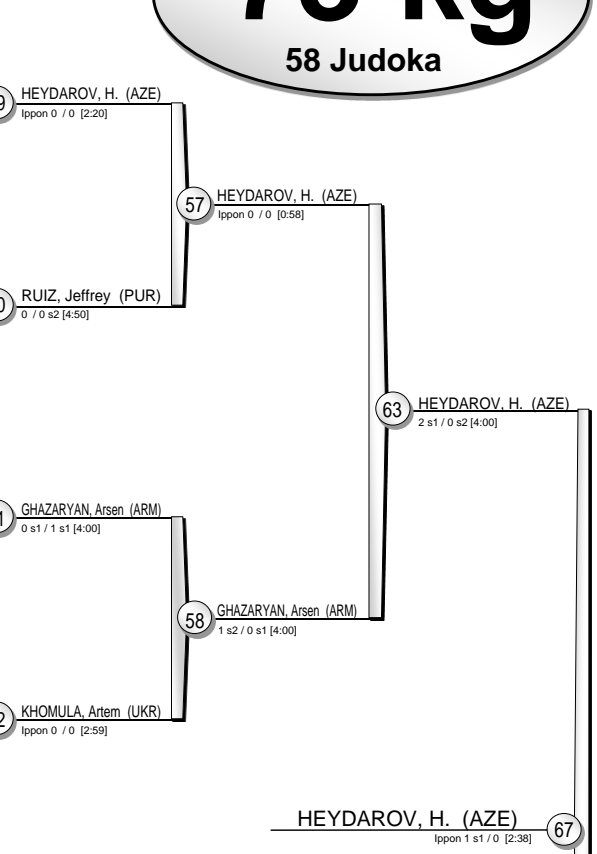 73 kg
58 Judoka
HEYDAROV, H. (AZE)
Ippon 0 / 0 [2:20]
57
HEYDAROV, H. (AZE)
Ippon 0 / 0 [0:58]
RUIZ, Jeffrey (PUR)
0 / 0 s2 [4:50]
63
HEYDAROV, H. (AZE)
2 s1 / 0 s2 [4:00]
GHAZARYAN, Arsen (ARM)
0 s1 / 1 s1 [4:00]
58
GHAZARYAN, Arsen (ARM)
1 s2 / 0 s1 [4:00]
KHOMULA, Artem (UKR)
Ippon 0 / 0 [2:59]
HEYDAROV, H. (AZE)
67
Ippon 1 s1 / 0 [2:38]